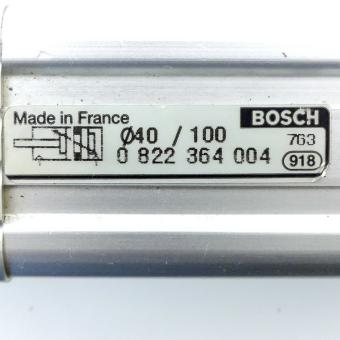 Made in France
BOSCH
Ø40 / 100
763
0 822 364 004
918